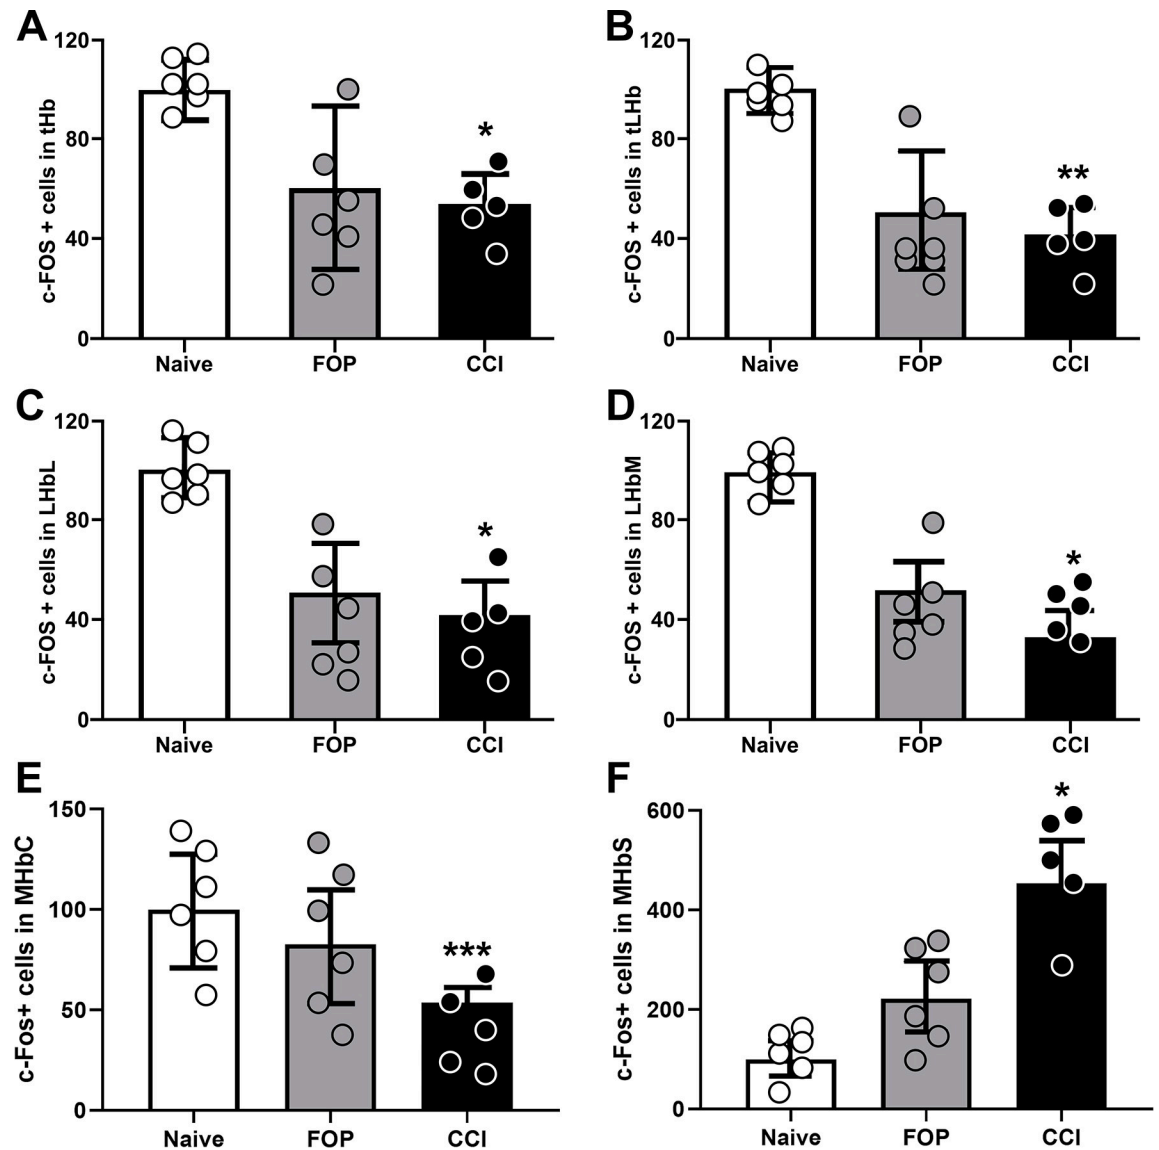 A
120
80
40
0
c-FOS + cells in tHb
*
Naive FOP CCI
B
120
80
40
0
c-FOS + cells in tLHb
**
Naive FOP CCI
C
120
80
40
0
c-FOS + cells in LHbL
*
Naive FOP CCI
D
120
80
40
0
c-FOS + cells in LHbM
*
Naive FOP CCI
E
150
100
50
0
c-Fos+ cells in MHbC
***
Naive FOP CCI
F
600
400
200
0
c-Fos+ cells in MHbS
*
Naive FOP CCI